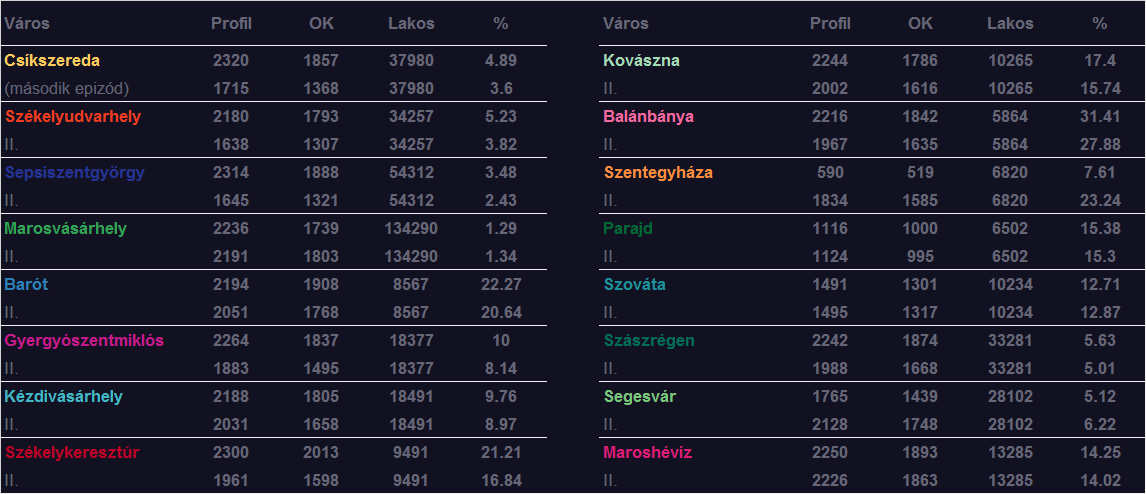 Város Profil OK Lakos %
Csíkszereda 2320 1857 37980 4.89
(második epizód) 1715 1368 37980 3.6
Székelyudvarhely 2180 1793 34257 5.23
II. 1638 1307 34257 3.82
Sepsiszentgyörgy 2314 1888 54312 3.48
II. 1645 1321 54312 2.43
Marosvásárhely 2236 1739 134290 1.29
II. 2191 1803 134290 1.34
Barót 2194 1908 8567 22.27
II. 2051 1768 8567 20.64
Gyergyószentmiklós 2264 1837 18377 10
II. 1883 1495 18377 8.14
Kézdivásárhely 2188 1805 18491 9.76
II. 2031 1658 18491 8.97
Székelykeresztúr 2300 2013 9491 21.21
II. 1961 1598 9491 16.84
Város Profil OK Lakos %
Kovászna 2244 1786 10265 17.4
II. 2002 1616 10265 15.74
Balánbánya 2216 1842 5864 31.41
II. 1967 1635 5864 27.88
Szentegyháza 590 519 6820 7.61
II. 1834 1585 6820 23.24
Parajd 1116 1000 6502 15.38
II. 1124 995 6502 15.3
Szováta 1491 1301 10234 12.71
II. 1495 1317 10234 12.87
Szászrégen 2242 1874 33281 5.63
II. 1988 1668 33281 5.01
Segesvár 1765 1439 28102 5.12
II. 2128 1748 28102 6.22
Maroshévíz 2250 1893 13285 14.25
II. 2226 1863 13285 14.02